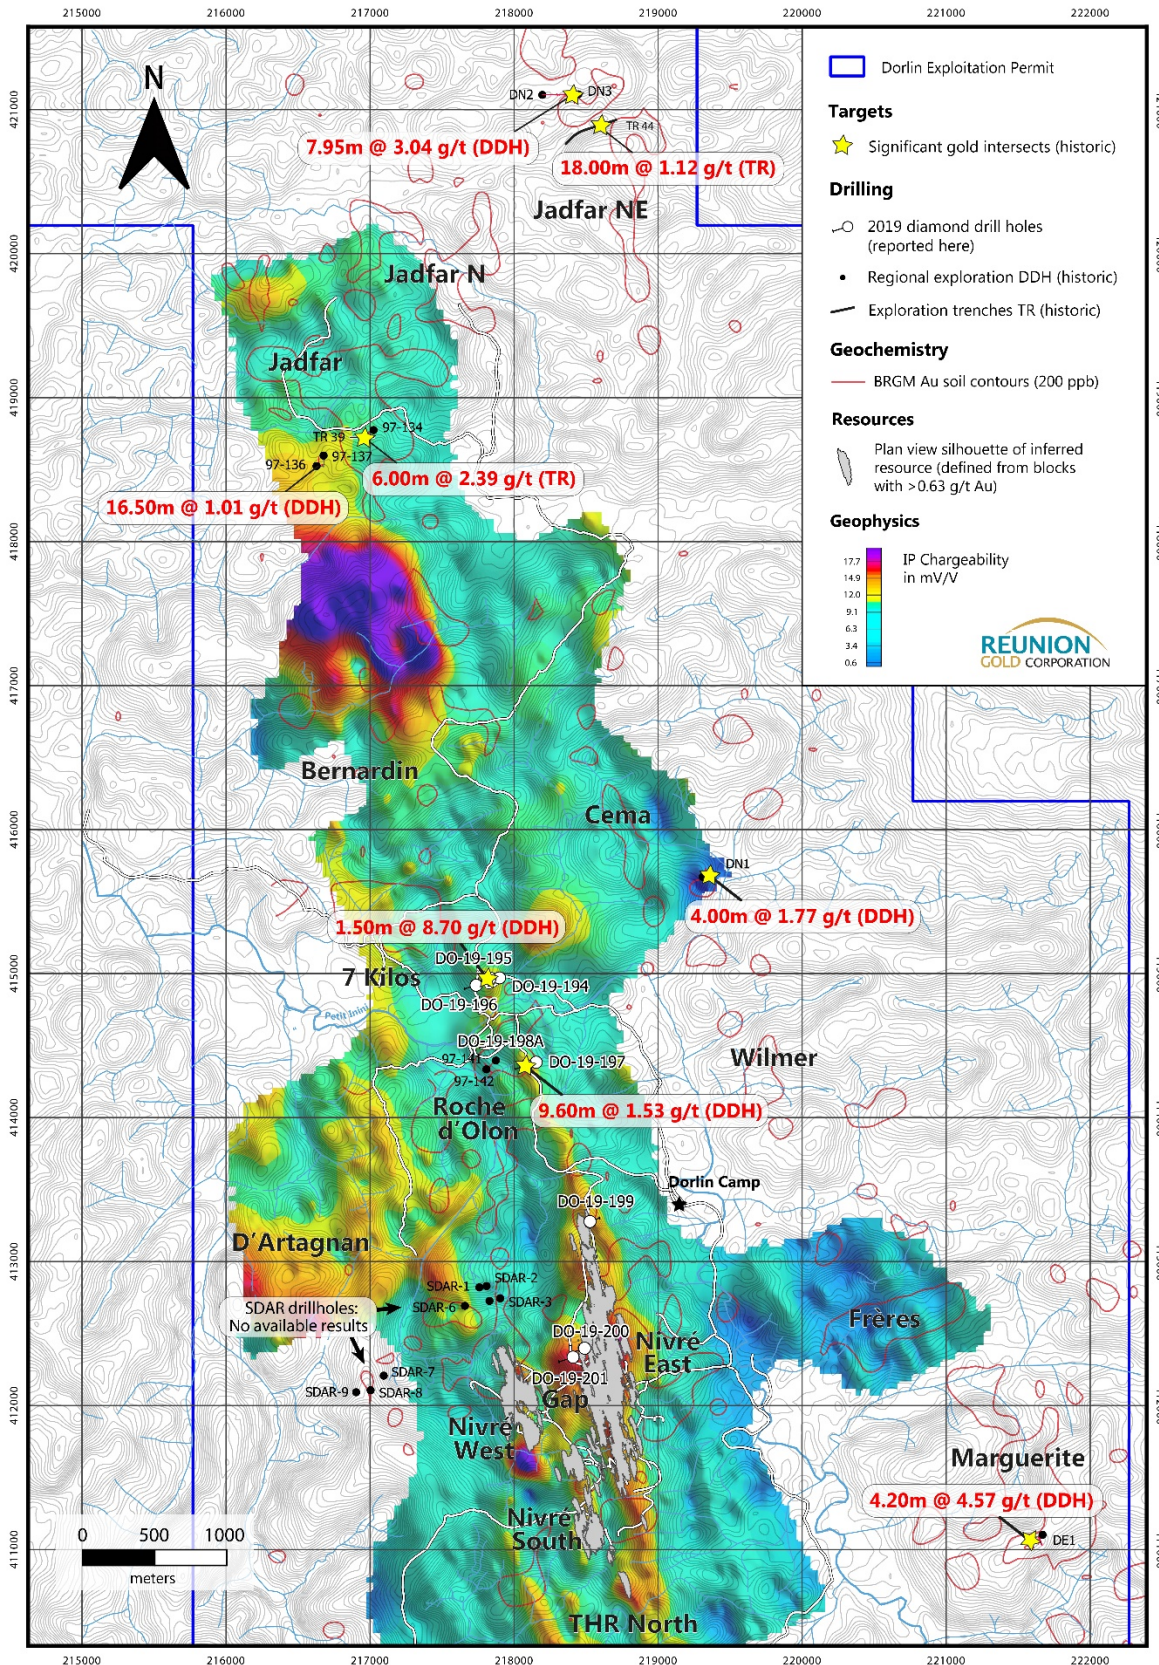 215000 216000 217000 218000 219000 220000 221000 222000
N
DN2
DN3
TR 44
7.95m @ 3.04 g/t (DDH)
18.00m @ 1.12 g/t (TR)
Jadfar NE
Jadfar N
Jadfar
97-134
TR 39
97-137
97-136
6.00m @ 2.39 g/t (TR)
16.50m @ 1.01 g/t (DDH)
Bernardin
Cema
DN1
4.00m @ 1.77 g/t (DDH)
1.50m @ 8.70 g/t (DDH)
DO-19-195
7 Kilos
DO-19-194
DO-19-196
Petit Inini
DO-19-198A
97-141
DO-19-197
97-142
Wilmer
Roche
d'Olon
9.60m @ 1.53 g/t (DDH)
Dorlin Camp
DO-19-199
D'Artagnan
SDAR-1
SDAR-2
SDAR-6
SDAR-3
SDAR drillholes:
No available results
Frères
DO-19-200
Nivré
East
DO-19-201
Gap
SDAR-7
SDAR-9
SDAR-8
Nivré
West
Marguerite
4.20m @ 4.57 g/t (DDH)
DE1
Nivré
South
THR North
0 500 1000
meters
Dorlin Exploitation Permit
Targets
Significant gold intersects (historic)
Drilling
2019 diamond drill holes
(reported here)
Regional exploration DDH (historic)
Exploration trenches TR (historic)
Geochemistry
BRGM Au soil contours (200 ppb)
Resources
Plan view silhouette of inferred
resource (defined from blocks
with >0.63 g/t Au)
Geophysics
IP Chargeability
in mV/V
17.7
14.9
12.0
9.1
6.3
3.4
0.6
REUNION
GOLD CORPORATION
421000
420000
419000
418000
417000
416000
415000
414000
413000
412000
411000
215000 216000 217000 218000 219000 220000 221000 222000